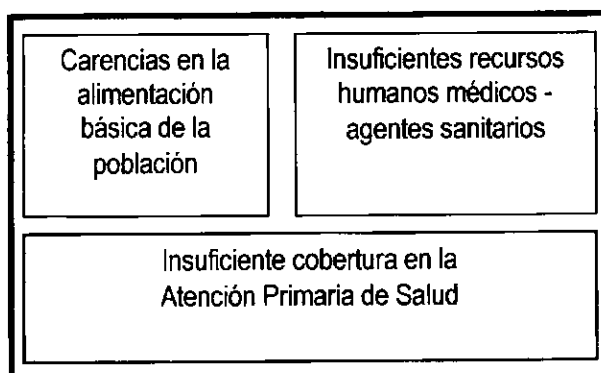 Carencias en la
alimentación
básica de la
población
Insuficientes recursos
humanos médicos -
agentes sanitarios
Insuficiente cobertura en la
Atención Primaria de Salud